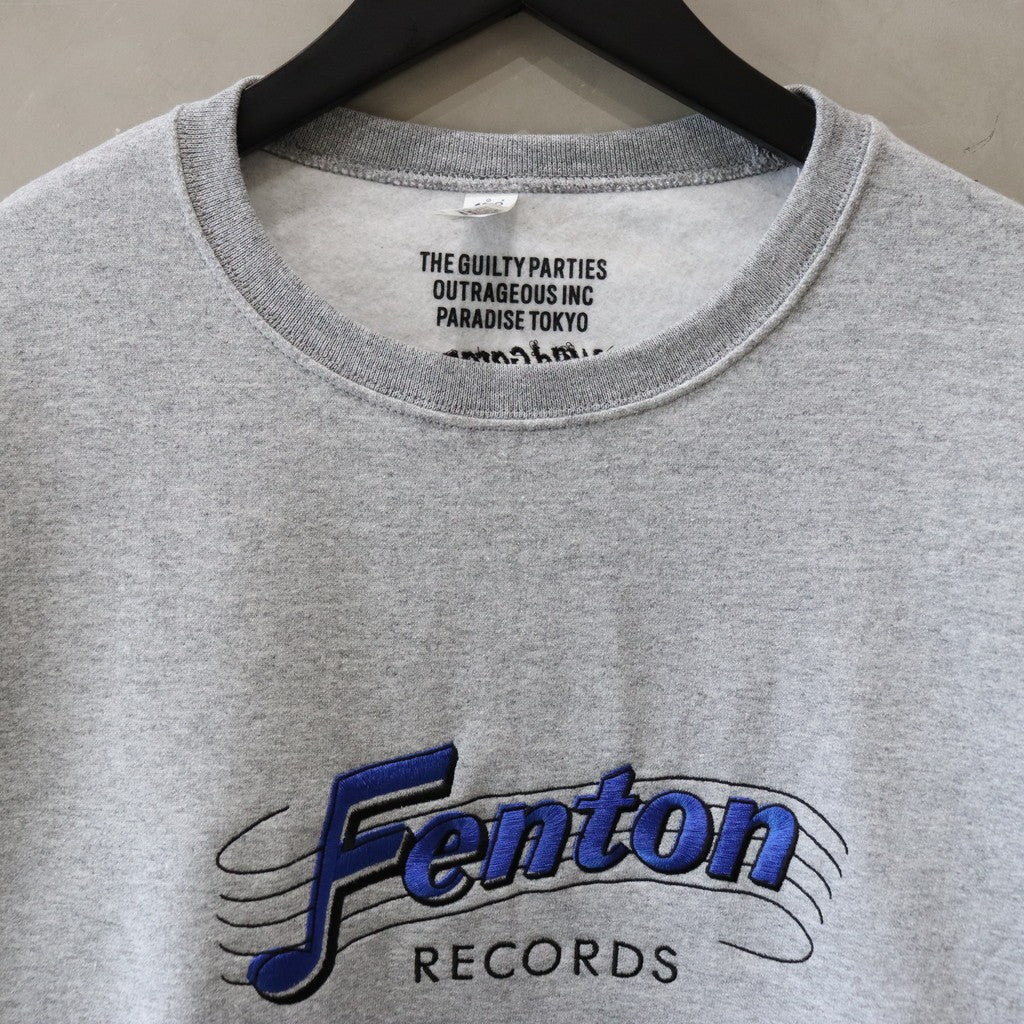 THE GUILTY PARTIES
OUTRAGEOUS INC
PARADISE TOKYO
Fenton
RECORDS